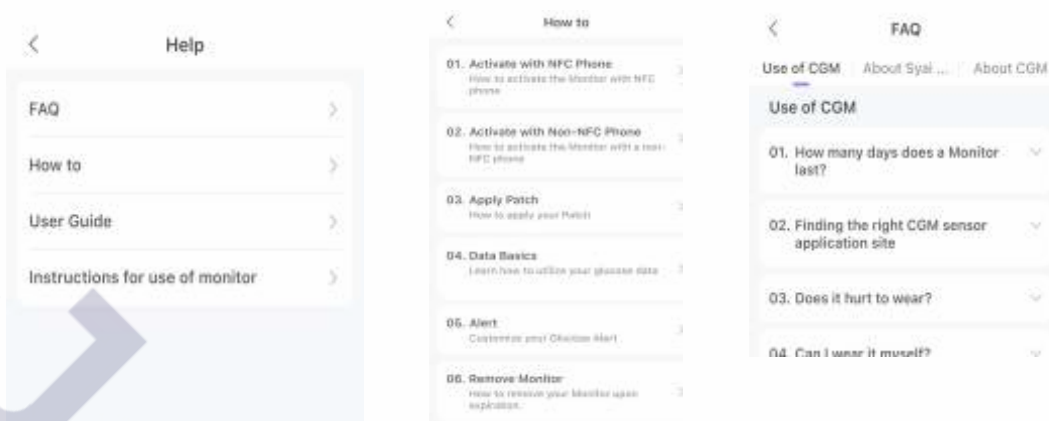 Help
FAQ
How to
User Guide
Instructions for use of monitor
How to
01. Activate with NFC Phone
How to activate the Monitor with NFC
phone
02. Activate with Non-NFC Phone
How to activate the Monitor with a non-
NFC phone
03. Apply Patch
How to apply your Patch
04. Data Basics
Learn how to utilize your glucose data
05. Alert
Customize your Glucose Alert
06. Remove Monitor
How to remove your Monitor upon
expiration.
FAQ
Use of CGM About Syai ... About CGM
Use of CGM
01. How many days does a Monitor
last?
02. Finding the right CGM sensor
application site
03. Does it hurt to wear?
04. Can I wear it myself?